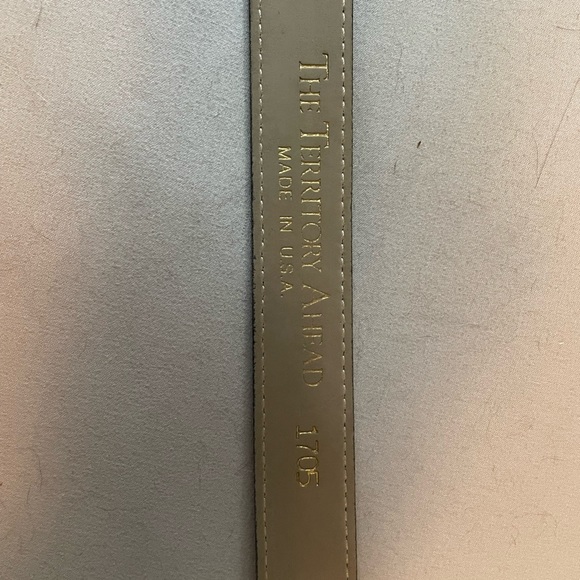 THE TERRITORY AHEAD 1705
MADE IN U.S.A.